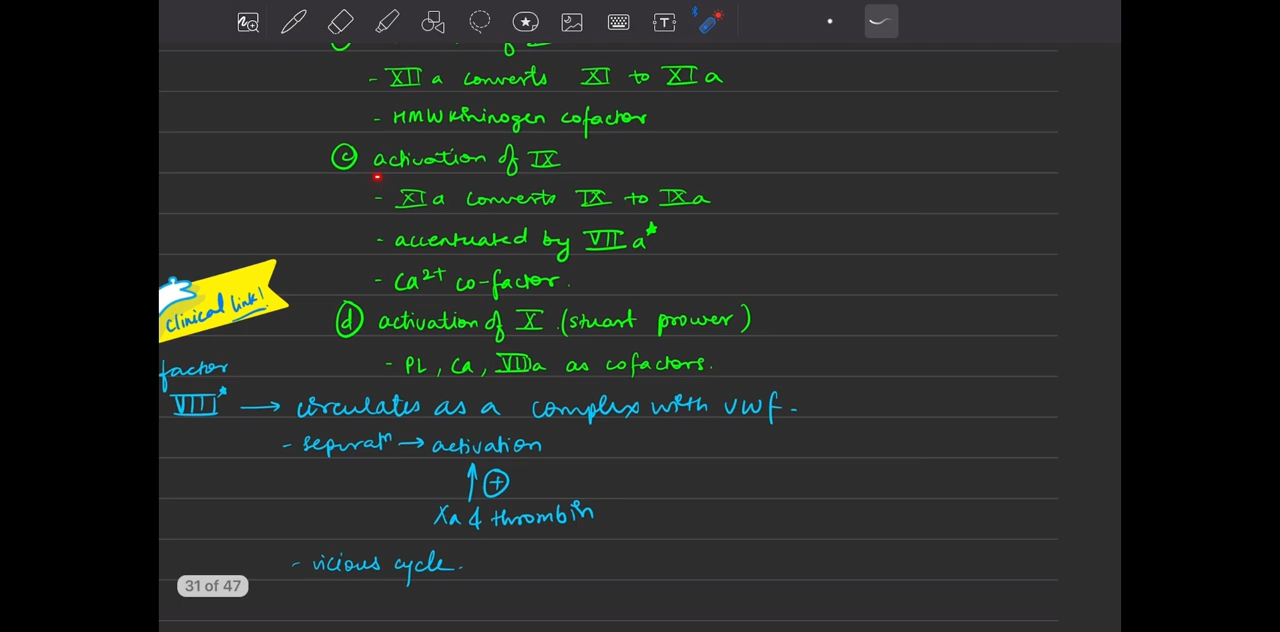 - XII a converts XI to XI a
- HMW Kininogen cofactor
c activation of IX
- XI a converts IX to IX a
- accentuated by VII a*
- Ca2+ co-factor.
Clinical link!
d activation of X. (Stuart prower)
- PL, Ca, VIIIa as cofactors.
factor
VIII* → circulates as a complex with vwf.
- separatn → activation
↑ +
Xa & thrombin
- vicious cycle.
31 of 47